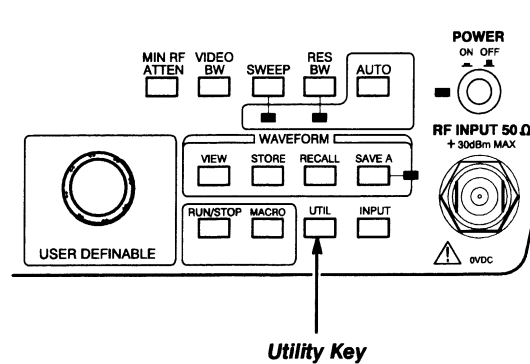 POWER
ON OFF
MIN RF ATTEN
VIDEO BW
SWEEP
RES BW
AUTO
RF INPUT 50 Ω
+ 30dBm MAX
WAVEFORM
VIEW STORE RECALL SAVE A
RUN/STOP MACRO UTIL INPUT
USER DEFINABLE
0VDC
Utility Key